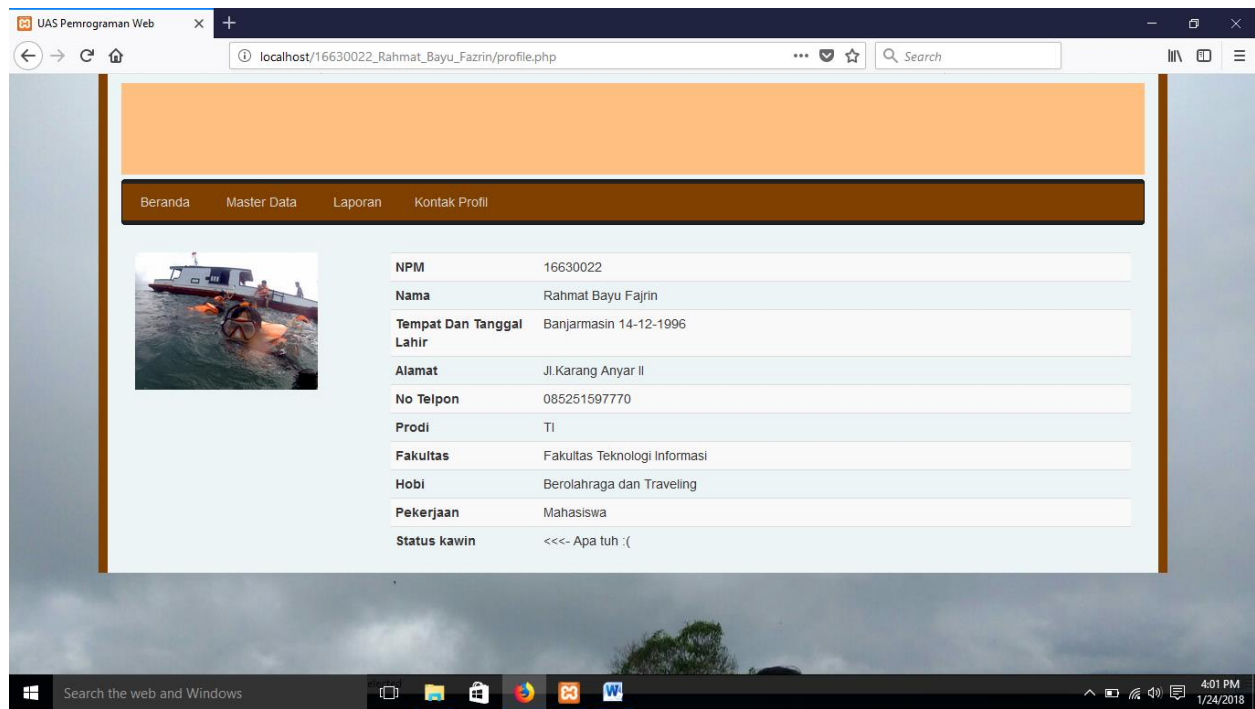 UAS Pemrograman Web
localhost/16630022_Rahmat_Bayu_Fazrin/profile.php
Search
Beranda Master Data Laporan Kontak Profil
NPM 16630022
Nama Rahmat Bayu Fajrin
Tempat Dan Tanggal Banjarmasin 14-12-1996
Lahir
Alamat Jl.Karang Anyar II
No Telpon 085251597770
Prodi TI
Fakultas Fakultas Teknologi Informasi
Hobi Berolahraga dan Traveling
Pekerjaan Mahasiswa
Status kawin <<<- Apa tuh :(
Search the web and Windows
4:01 PM
1/24/2018